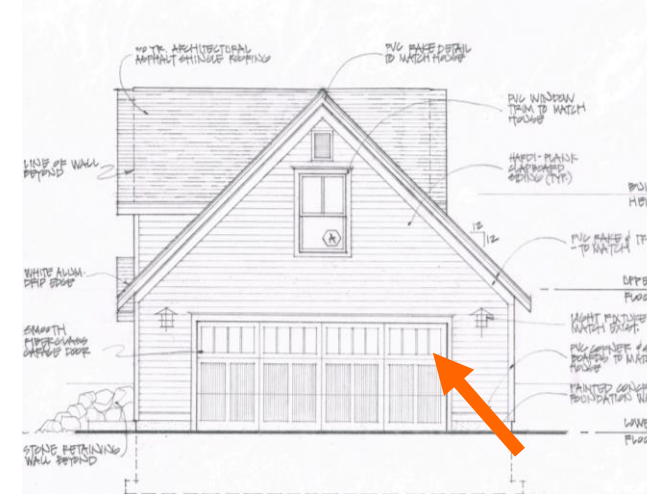 YR. ARCHITECTURAL
ASPHALT SHINGLE ROOFING
PVC RAKE DETAIL
TO MATCH HOUSE
PVC WINDOW
TRIM TO MATCH
HOUSE
HARDI-PLANK
CLAPBOARD
SIDING (TYP.)
LINE OF WALL
BEYOND
12
12
PVC RAKE &
TO MATCH
WHITE ALUM.
DRIP EDGE
A
LIGHT FIXTURE
MATCH EXIST.
SMOOTH
FIBERGLASS
GARAGE DOOR
PVC CORNER &
BOARDS TO
HOUSE
PAINTED
FOUNDATION
STONE RETAINING
WALL BEYOND